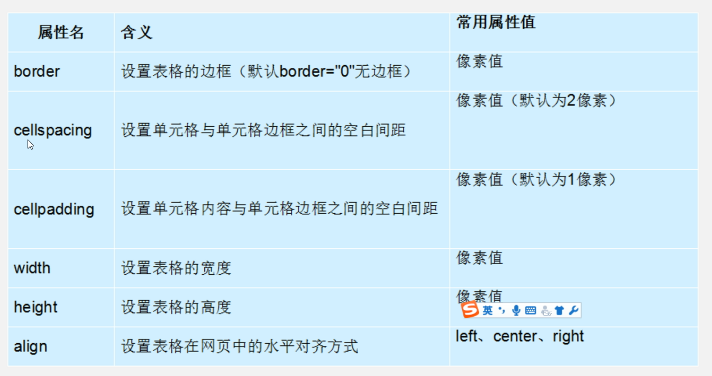 属性名 含义 常用属性值
border 设置表格的边框（默认border="0"无边框） 像素值
cellspacing 设置单元格与单元格边框之间的空白间距 像素值（默认为2像素）
cellpadding 设置单元格内容与单元格边框之间的空白间距 像素值（默认为1像素）
width 设置表格的宽度 像素值
height 设置表格的高度 像素值
英
align 设置表格在网页中的水平对齐方式 left、center、right